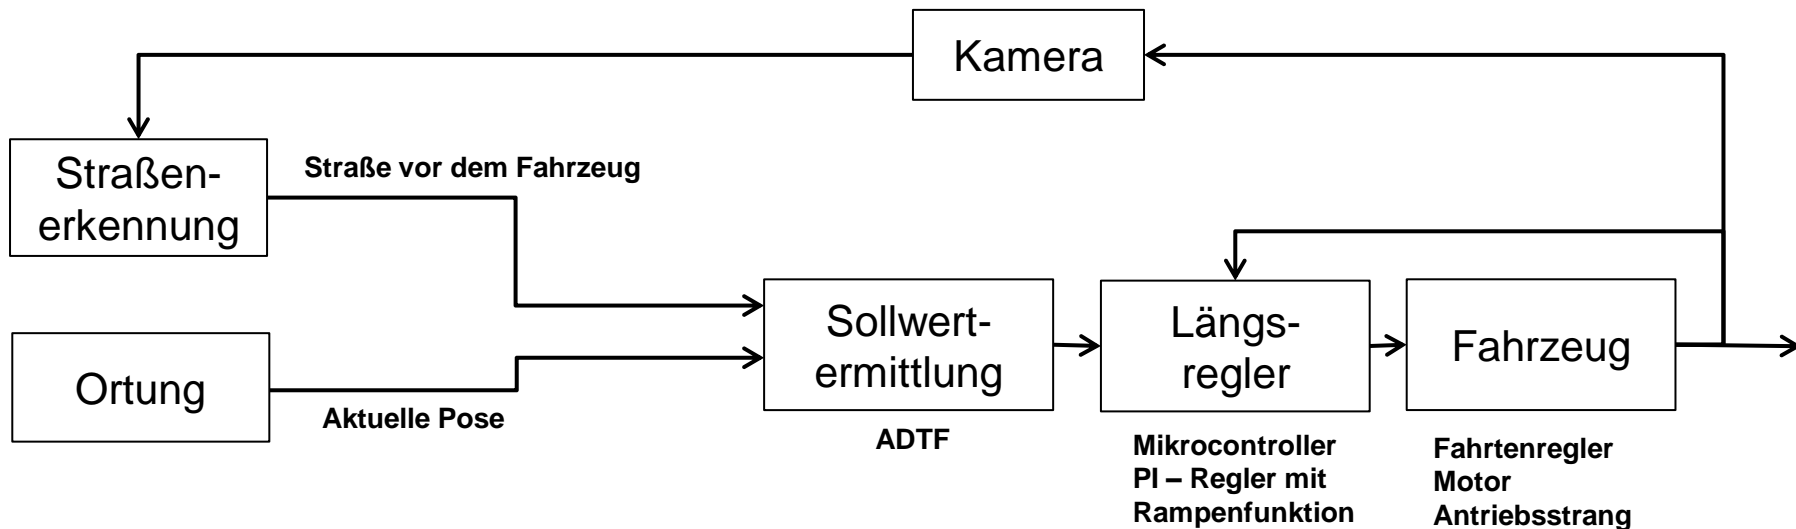 Kamera
Straßen-
erkennung
Straße vor dem Fahrzeug
Ortung
Aktuelle Pose
Sollwert-
ermittlung
ADTF
Längs-
regler
Mikrocontroller
PI – Regler mit
Rampenfunktion
Fahrzeug
Fahrtenregler
Motor
Antriebsstrang